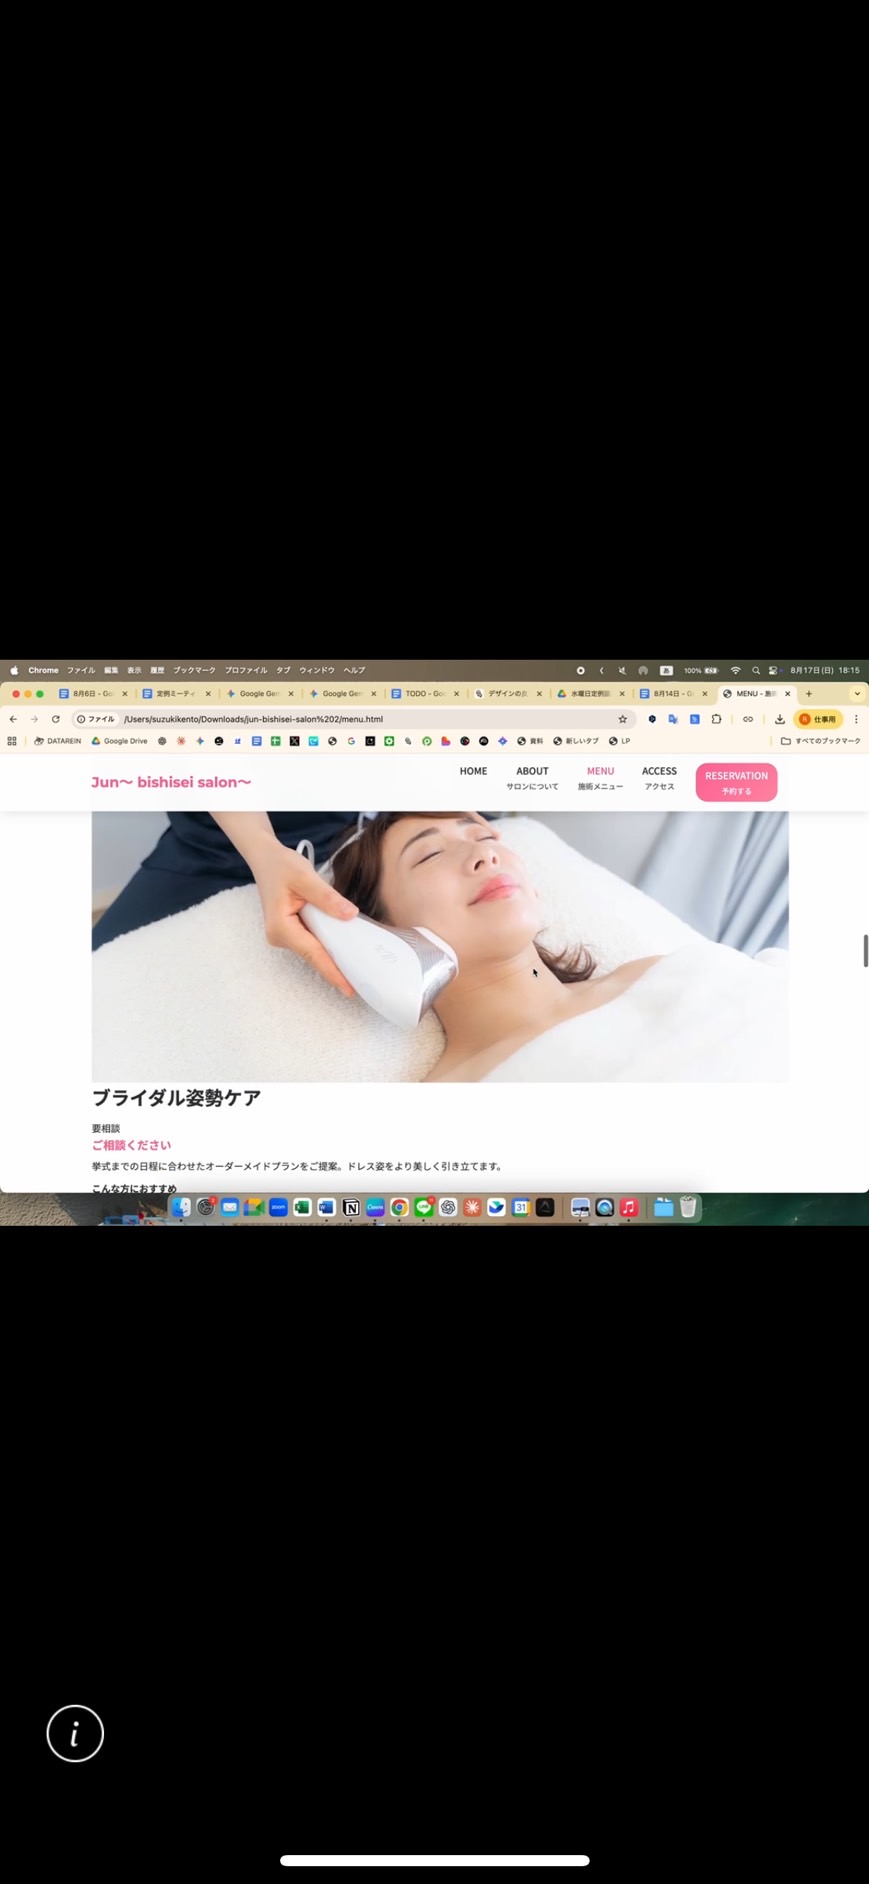 Chrome ファイル 編集 表示 履歴 ブックマーク プロファイル タブ ウィンドウ ヘルプ あ 100% 8月17日(日) 18:15
8月6日 - Go 定例ミーティ Google Gem Google Gem TODO - Goo デザインの良 水曜日定例 8月14日 - G MENU - 施術
ファイル /Users/suzukikento/Downloads/jun-bishisei-salon%202/menu.html 仕事用
DATAREIN Google Drive 資料 新しいタブ LP すべてのブックマーク
Jun〜 bishisei salon〜
HOME ABOUT MENU ACCESS RESERVATION
サロンについて 施術メニュー アクセス 予約する
ブライダル姿勢ケア
要相談
ご相談ください
挙式までの日程に合わせたオーダーメイドプランをご提案。ドレス姿をより美しく引き立てます。
こんな方におすすめ
zoom
31
i